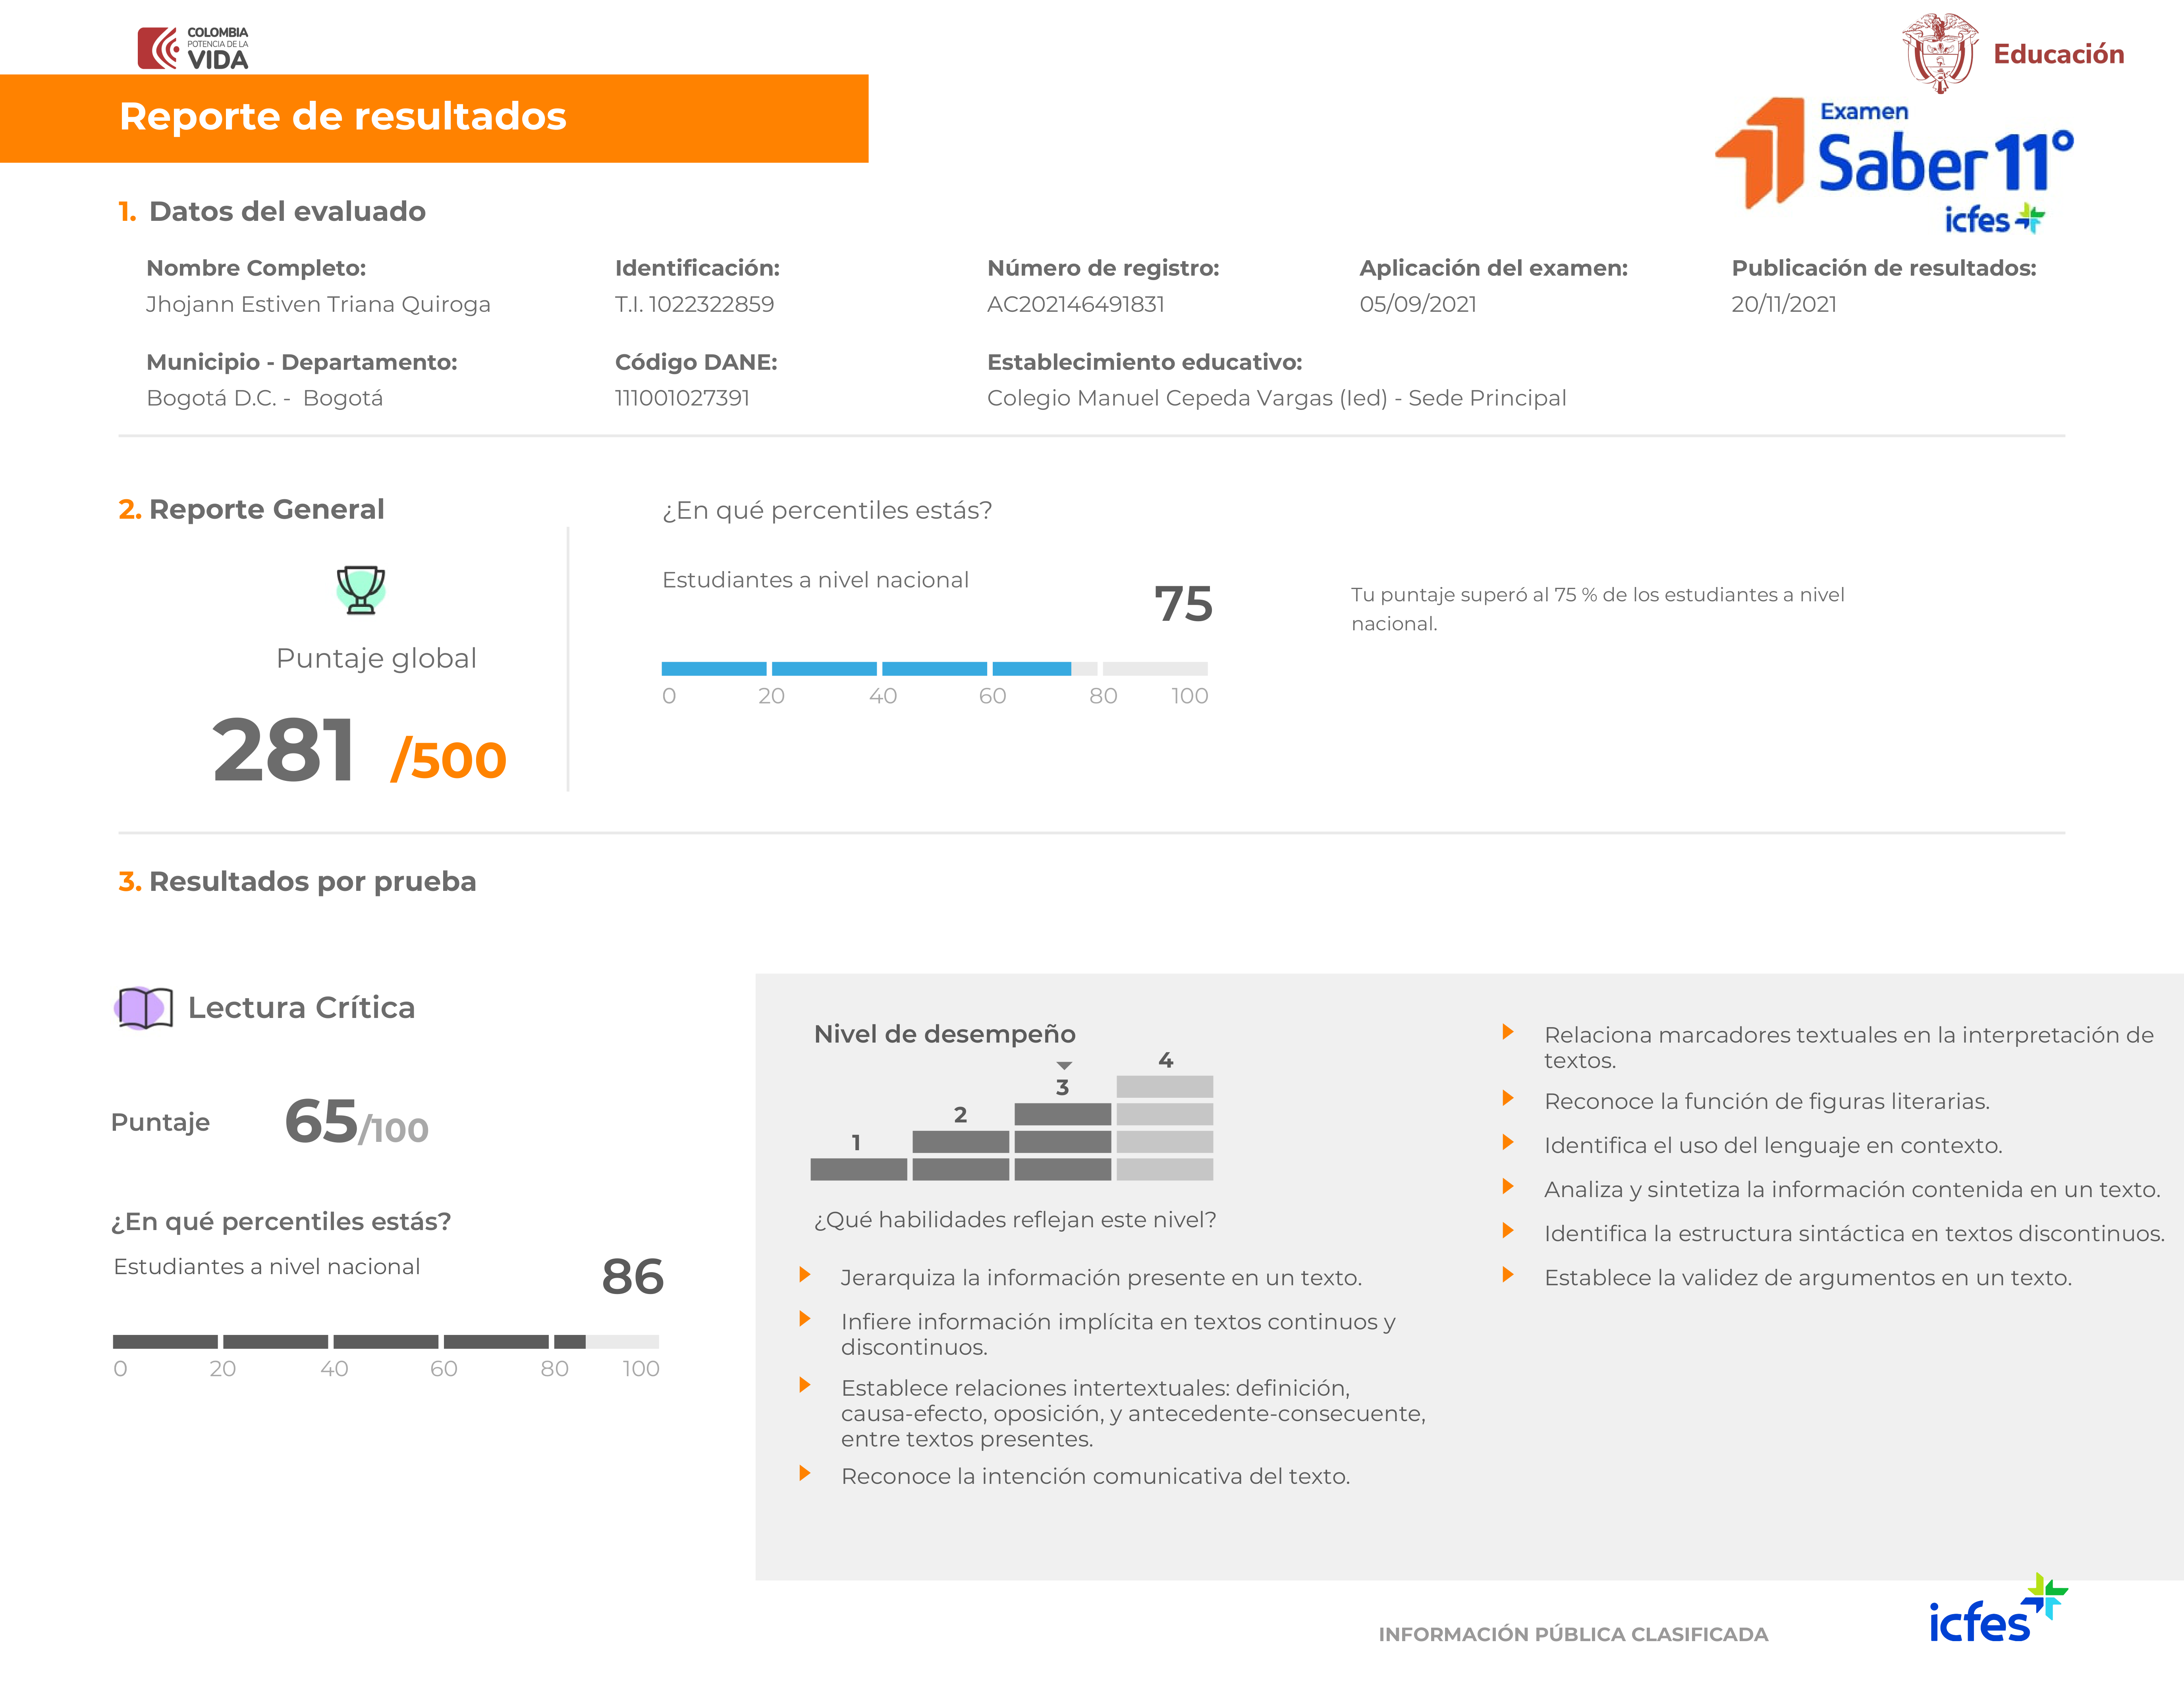 COLOMBIA
POTENCIA DE LA
VIDA
Educación
Reporte de resultados
Examen
Saber 11°
icfes
1. Datos del evaluado
Nombre Completo: Identificación: Número de registro: Aplicación del examen: Publicación de resultados:
Jhojann Estiven Triana Quiroga T.I. 1022322859 AC202146491831 05/09/2021 20/11/2021
Municipio - Departamento: Código DANE: Establecimiento educativo:
Bogotá D.C. - Bogotá 111001027391 Colegio Manuel Cepeda Vargas (Ied) - Sede Principal
2. Reporte General
Puntaje global
281 /500
¿En qué percentiles estás?
Estudiantes a nivel nacional
75
0 20 40 60 80 100
Tu puntaje superó al 75 % de los estudiantes a nivel
nacional.
3. Resultados por prueba
Lectura Crítica
Puntaje 65/100
¿En qué percentiles estás?
Estudiantes a nivel nacional
86
0 20 40 60 80 100
Nivel de desempeño
1 2 3 4
¿Qué habilidades reflejan este nivel?
Jerarquiza la información presente en un texto.
Infiere información implícita en textos continuos y
discontinuos.
Establece relaciones intertextuales: definición,
causa-efecto, oposición, y antecedente-consecuente,
entre textos presentes.
Reconoce la intención comunicativa del texto.
Relaciona marcadores textuales en la interpretación de
textos.
Reconoce la función de figuras literarias.
Identifica el uso del lenguaje en contexto.
Analiza y sintetiza la información contenida en un texto.
Identifica la estructura sintáctica en textos discontinuos.
Establece la validez de argumentos en un texto.
INFORMACIÓN PÚBLICA CLASIFICADA
icfes